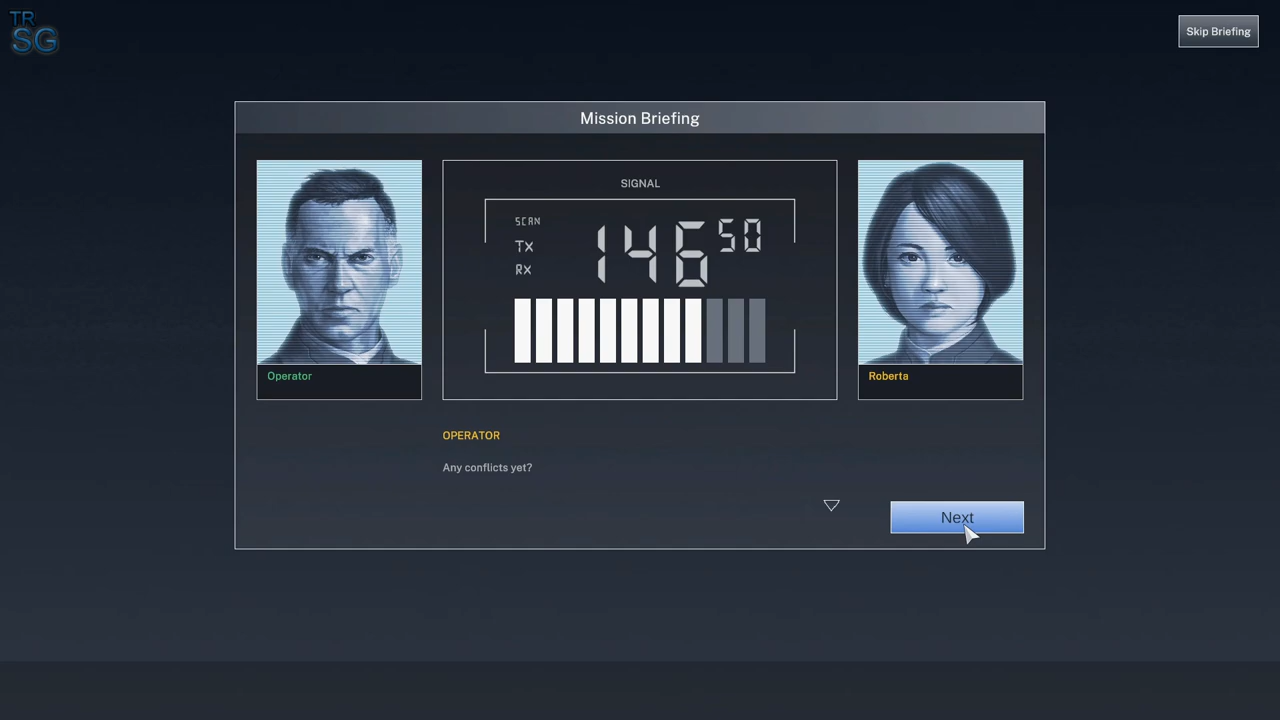 TR
SG
Skip Briefing
Mission Briefing
SIGNAL
SCAN
TX
RX
146 50
Operator
Roberta
OPERATOR
Any conflicts yet?
Next